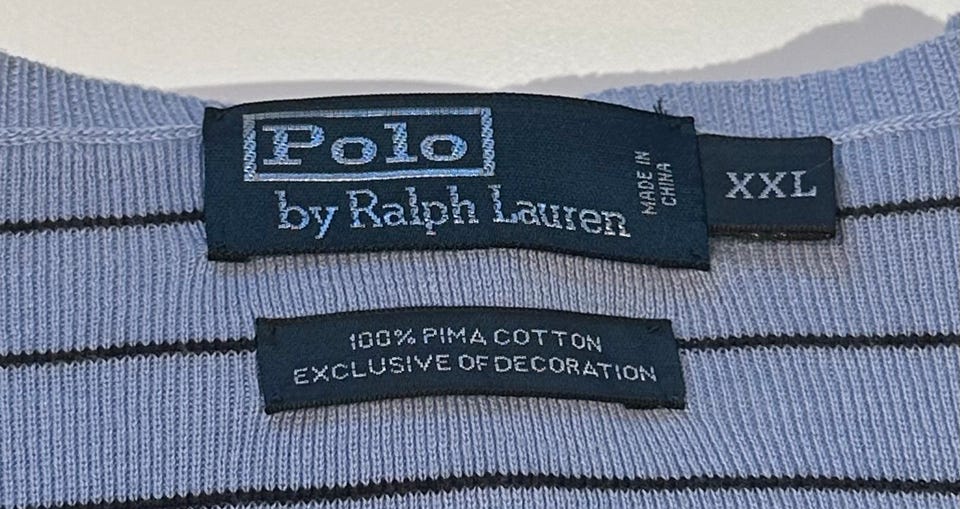 Polo
by Ralph Lauren
MADE IN
CHINA
XXL
100% PIMA COTTON
EXCLUSIVE OF DECORATION